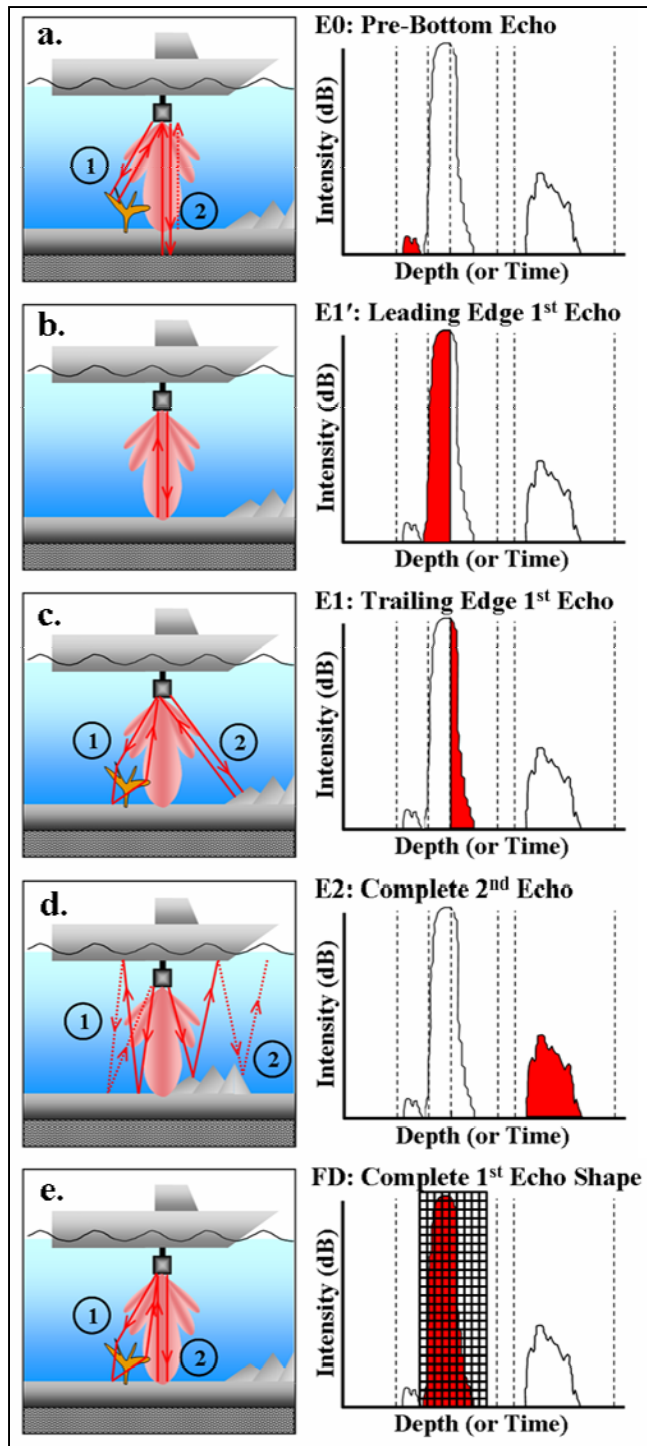 a.
1
2
E0: Pre-Bottom Echo
Intensity (dB)
Depth (or Time)
b.
E1′: Leading Edge 1st Echo
Intensity (dB)
Depth (or Time)
c.
1
2
E1: Trailing Edge 1st Echo
Intensity (dB)
Depth (or Time)
d.
1
2
E2: Complete 2nd Echo
Intensity (dB)
Depth (or Time)
e.
1
2
FD: Complete 1st Echo Shape
Intensity (dB)
Depth (or Time)